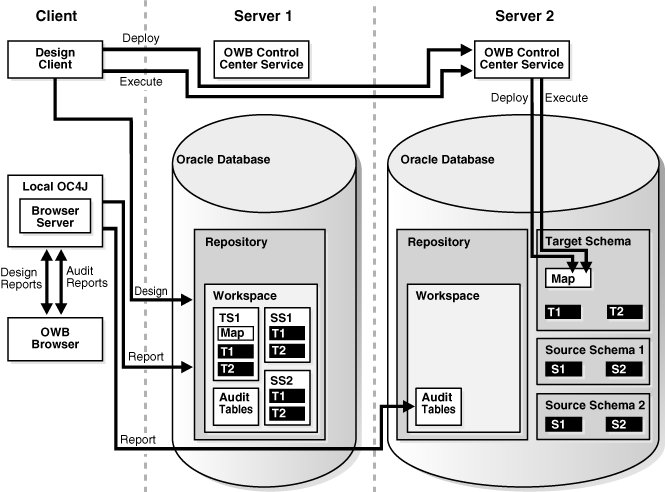 Client
Server 1
Server 2
Design
Client
Deploy
Execute
OWB Control
Center Service
OWB Control
Center Service
Deploy
Execute
Oracle Database
Oracle Database
Local OC4J
Browser
Server
Design
Reports
Audit
Reports
OWB
Browser
Design
Report
Report
Repository
Workspace
TS1
Map
T1
T2
SS1
T1
T2
SS2
T1
T2
Audit
Tables
Repository
Workspace
Audit
Tables
Target Schema
Map
T1
T2
Source Schema 1
S1
S2
Source Schema 2
S1
S2